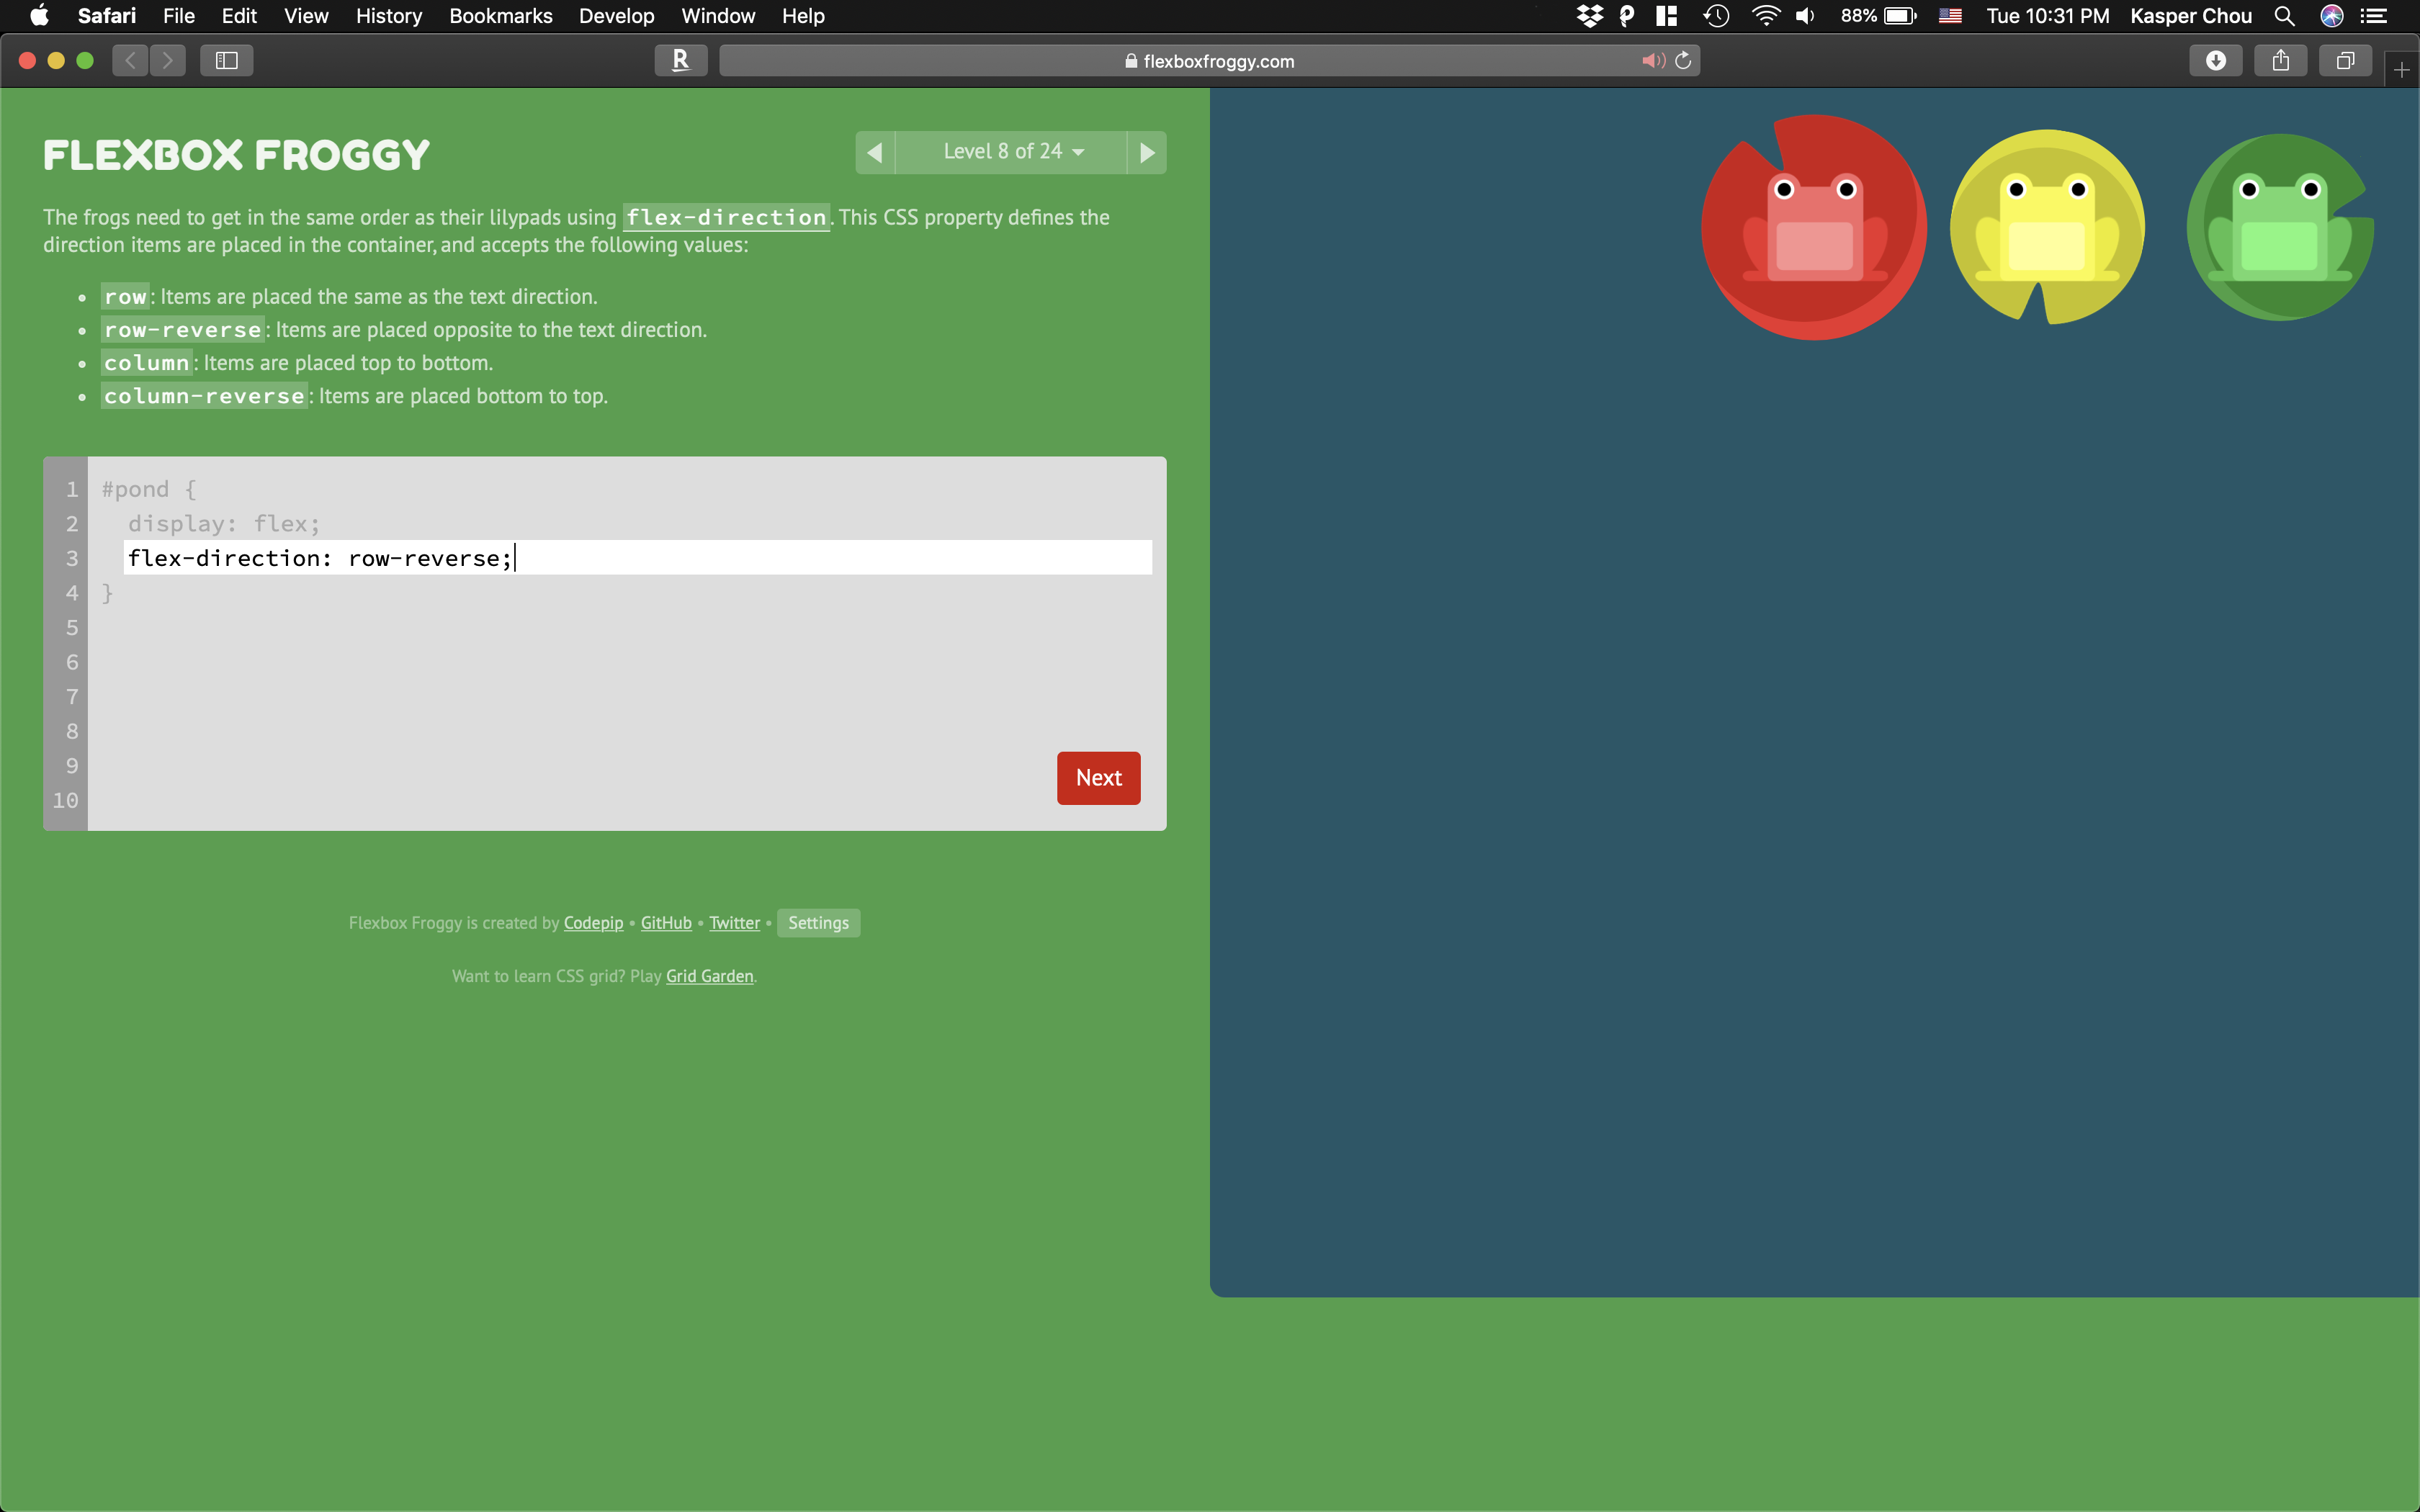 Safari File Edit View History Bookmarks Develop Window Help 88% Tue 10:31 PM Kasper Chou
R flexboxfroggy.com
FLEXBOX FROGGY
Level 8 of 24
The frogs need to get in the same order as their lilypads using flex-direction. This CSS property defines the
direction items are placed in the container, and accepts the following values:
• row: Items are placed the same as the text direction.
• row-reverse: Items are placed opposite to the text direction.
• column: Items are placed top to bottom.
• column-reverse: Items are placed bottom to top.
1 #pond {
2 display: flex;
3 flex-direction: row-reverse;
4 }
5
6
7
8
9
10
Next
Flexbox Froggy is created by Codepip • GitHub • Twitter • Settings
Want to learn CSS grid? Play Grid Garden.